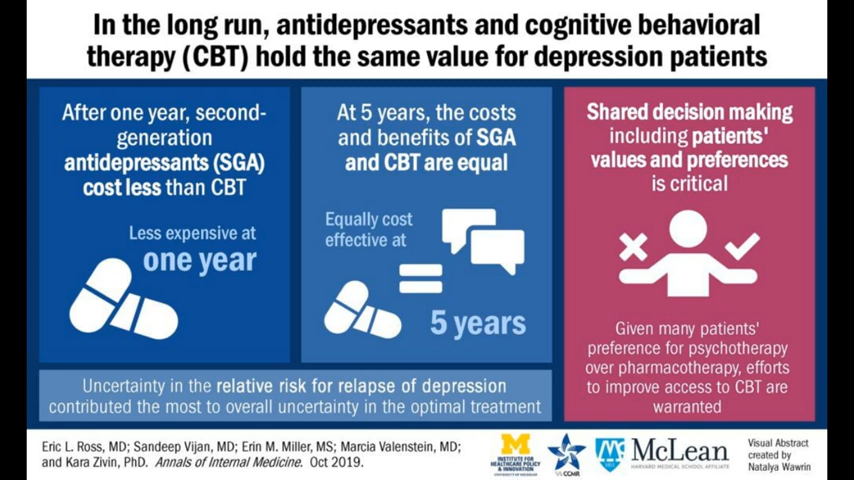 In the long run, antidepressants and cognitive behavioral
therapy (CBT) hold the same value for depression patients
After one year, second-
generation
antidepressants (SGA)
cost less than CBT
Less expensive at
one year
At 5 years, the costs
and benefits of SGA
and CBT are equal
Equally cost
effective at
5 years
Shared decision making
including patients'
values and preferences
is critical
Given many patients'
preference for psychotherapy
over pharmacotherapy, efforts
to improve access to CBT are
warranted
Uncertainty in the relative risk for relapse of depression
contributed the most to overall uncertainty in the optimal treatment
Eric L. Ross, MD; Sandeep Vijan, MD; Erin M. Miller, MS; Marcia Valenstein, MD;
and Kara Zivin, PhD. Annals of Internal Medicine. Oct 2019.
M
INSTITUTE FOR
HEALTHCARE POLICY
& INNOVATION
UNIVERSITY OF MICHIGAN
VA CCMR
McLean
HARVARD MEDICAL SCHOOL AFFILIATE
Visual Abstract
created by
Natalya Wawrin